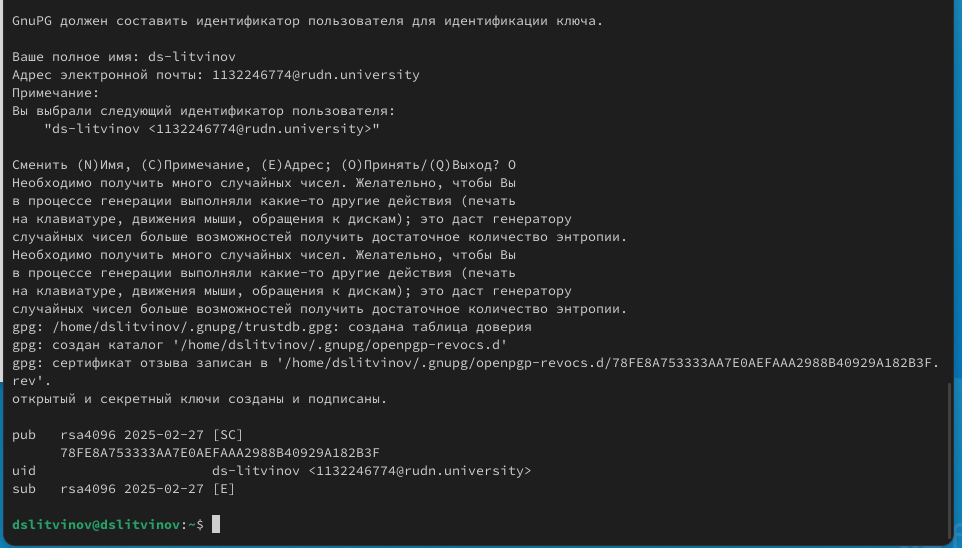 GnuPG должен составить идентификатор пользователя для идентификации ключа.
Ваше полное имя: ds-litvinov
Адрес электронной почты: 1132246774@rudn.university
Примечание:
Вы выбрали следующий идентификатор пользователя:
"ds-litvinov <1132246774@rudn.university>"
Сменить (N)Имя, (C)Примечание, (E)Адрес; (O)Принять/(Q)Выход? O
Необходимо получить много случайных чисел. Желательно, чтобы Вы
в процессе генерации выполняли какие-то другие действия (печать
на клавиатуре, движения мыши, обращения к дискам); это даст генератору
случайных чисел больше возможностей получить достаточное количество энтропии.
Необходимо получить много случайных чисел. Желательно, чтобы Вы
в процессе генерации выполняли какие-то другие действия (печать
на клавиатуре, движения мыши, обращения к дискам); это даст генератору
случайных чисел больше возможностей получить достаточное количество энтропии.
gpg: /home/dslitvinov/.gnupg/trustdb.gpg: создана таблица доверия
gpg: создан каталог '/home/dslitvinov/.gnupg/openpgp-revocs.d'
gpg: сертификат отзыва записан в '/home/dslitvinov/.gnupg/openpgp-revocs.d/78FE8A753333AA7E0AEFAAA2988B40929A182B3F.
rev'.
открытый и секретный ключи созданы и подписаны.
pub   rsa4096 2025-02-27 [SC]
78FE8A753333AA7E0AEFAAA2988B40929A182B3F
uid                      ds-litvinov <1132246774@rudn.university>
sub   rsa4096 2025-02-27 [E]
dslitvinov@dslitvinov:~$